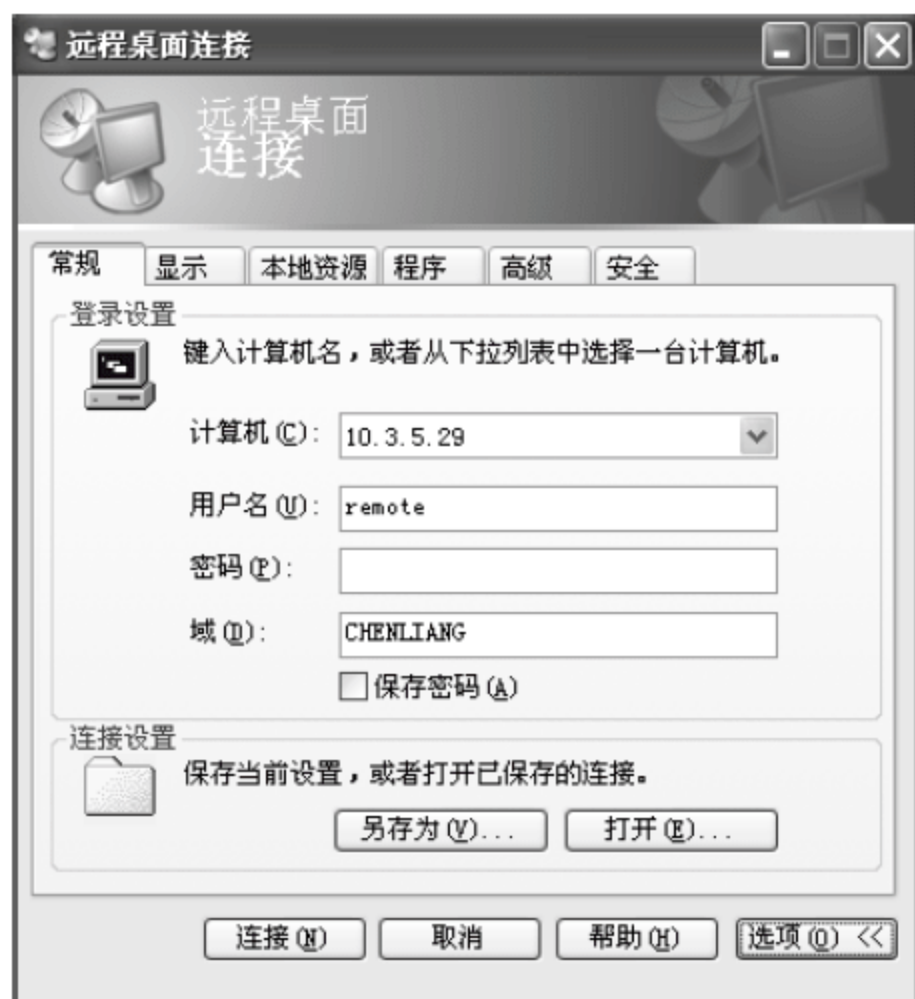 远程桌面连接
远程桌面
连接
常规 显示 本地资源 程序 高级 安全
登录设置
键入计算机名，或者从下拉列表中选择一台计算机。
计算机(C): 10.3.5.29
用户名(U): remote
密码(P):
域(D): CHENLIANG
保存密码(A)
连接设置
保存当前设置，或者打开已保存的连接。
另存为(V)... 打开(E)...
连接(N) 取消 帮助(H) 选项(O) <<